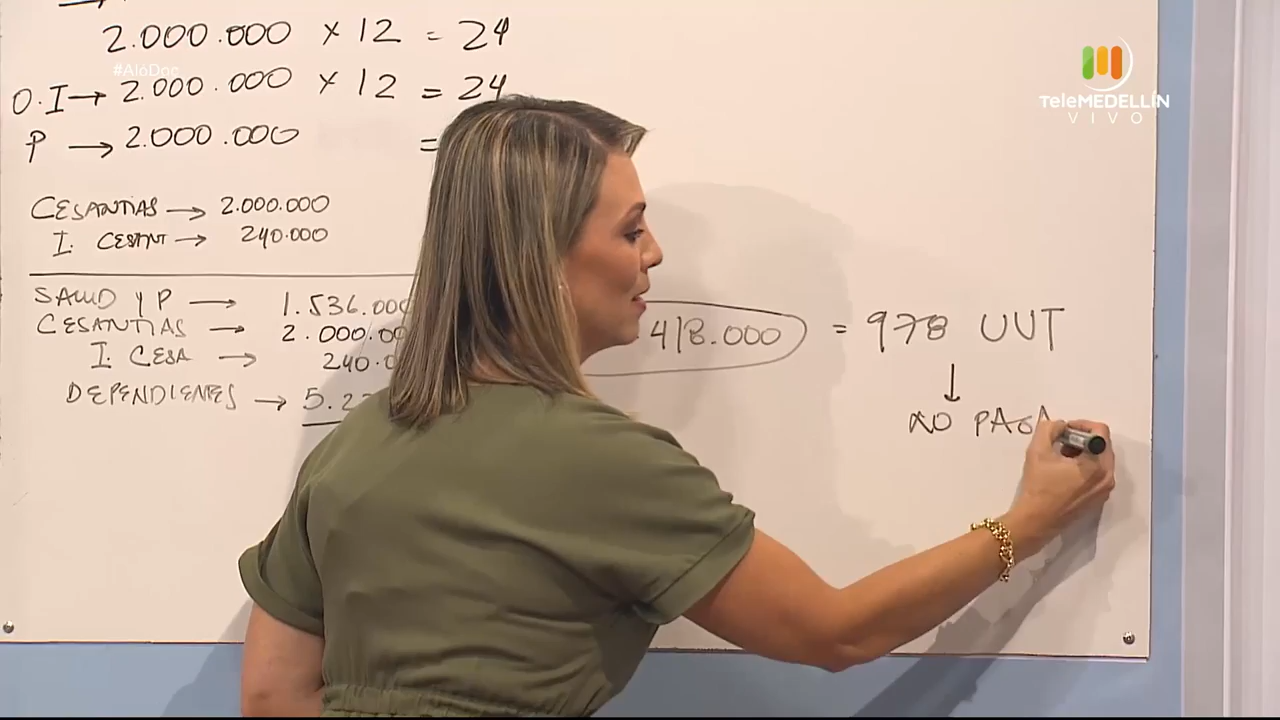 2.000.000 x 12 = 24
#AlóDoc
O.I → 2.000.000 x 12 = 24
P → 2.000.000 =
CESANTIAS → 2.000.000
I. CESANT → 240.000
SALUD Y P → 1.536.000
CESANTIAS → 2.000.00
I. CESA → 240.0
DEPENDIENTES → 5.2
418.000 = 978 UVT
↓
NO PAGA
TeleMEDELLÍN
VIVO